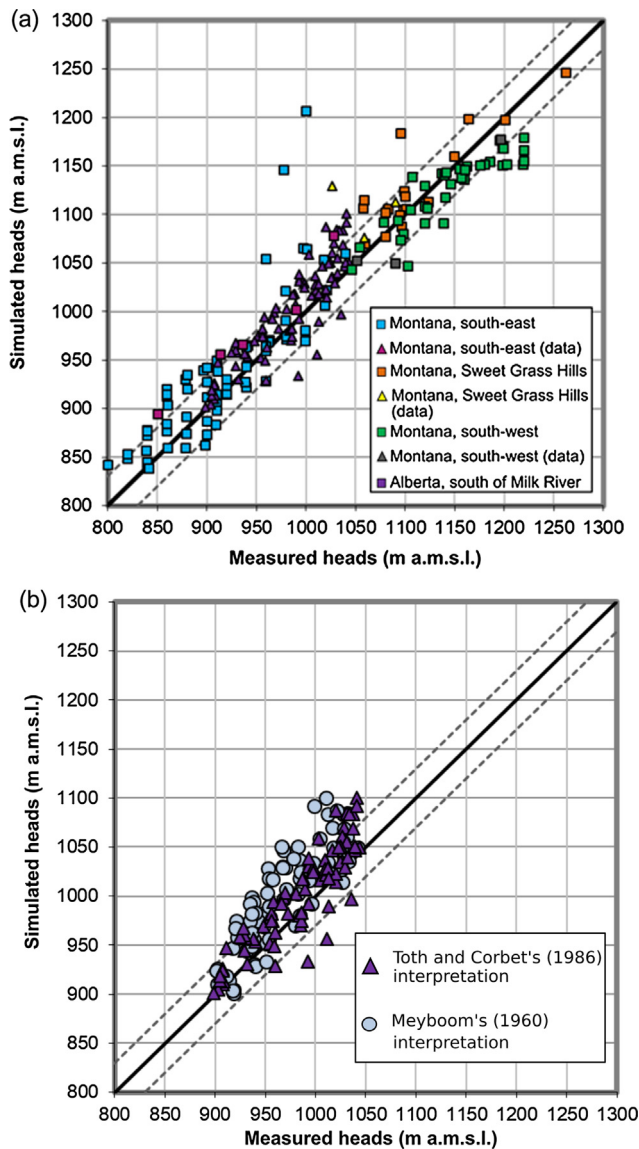 (a)
1300
1250
1200
1150
1100
1050
1000
950
900
850
800
Simulated heads (m a.m.s.l.)
Montana, south-east
Montana, south-east (data)
Montana, Sweet Grass Hills
Montana, Sweet Grass Hills
(data)
Montana, south-west
Montana, south-west (data)
Alberta, south of Milk River
800 850 900 950 1000 1050 1100 1150 1200 1250 1300
Measured heads (m a.m.s.l.)
(b)
1300
1250
1200
1150
1100
1050
1000
950
900
850
800
Simulated heads (m a.m.s.l.)
Toth and Corbet's (1986)
interpretation
Meyboom's (1960)
interpretation
800 850 900 950 1000 1050 1100 1150 1200 1250 1300
Measured heads (m a.m.s.l.)